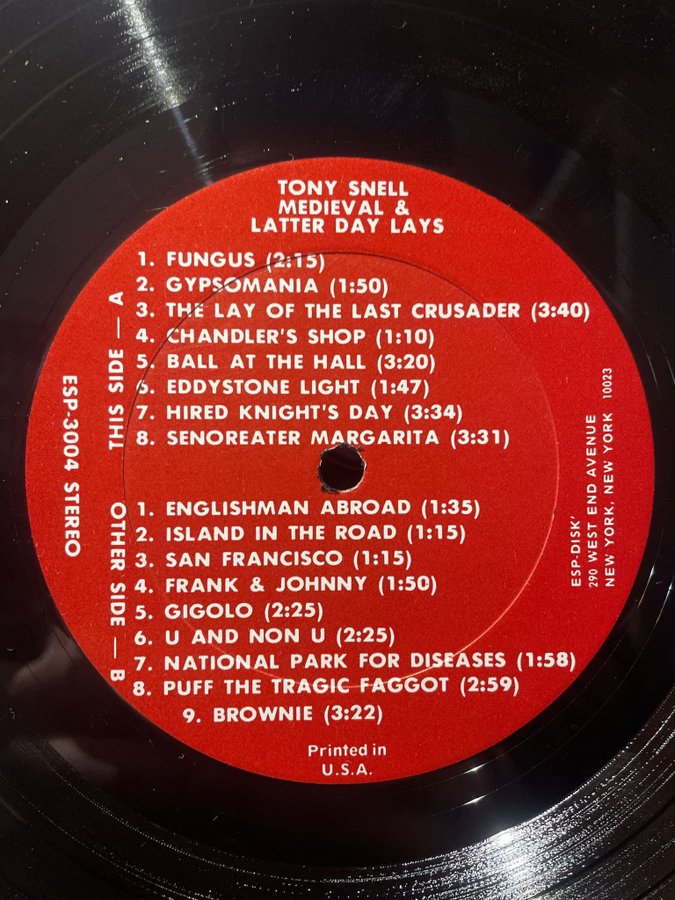 TONY SNELL
MEDIEVAL &
LATTER DAY LAYS
THIS SIDE — A
1. FUNGUS (2:15)
2. GYPSOMANIA (1:50)
3. THE LAY OF THE LAST CRUSADER (3:40)
4. CHANDLER'S SHOP (1:10)
5. BALL AT THE HALL (3:20)
6. EDDYSTONE LIGHT (1:47)
7. HIRED KNIGHT'S DAY (3:34)
8. SENOREATER MARGARITA (3:31)
OTHER SIDE — B
1. ENGLISHMAN ABROAD (1:35)
2. ISLAND IN THE ROAD (1:15)
3. SAN FRANCISCO (1:15)
4. FRANK & JOHNNY (1:50)
5. GIGOLO (2:25)
6. U AND NON U (2:25)
7. NATIONAL PARK FOR DISEASES (1:58)
8. PUFF THE TRAGIC FAGGOT (2:59)
9. BROWNIE (3:22)
ESP-3004 STEREO
ESP-DISK'
290 WEST END AVENUE
NEW YORK, NEW YORK 10023
Printed in
U.S.A.